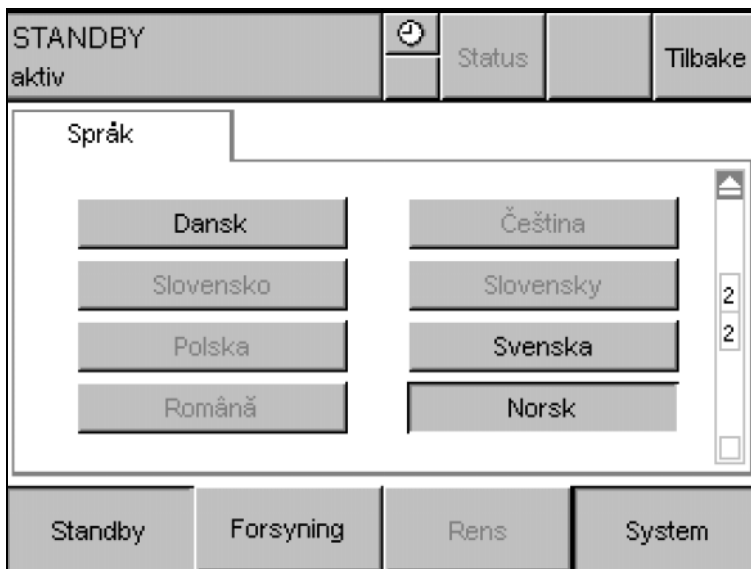 STANDBY
aktiv
Status
Tilbake
Språk
Dansk
Čeština
Slovensko
Slovensky
2
2
Polska
Svenska
Română
Norsk
Standby
Forsyning
Rens
System